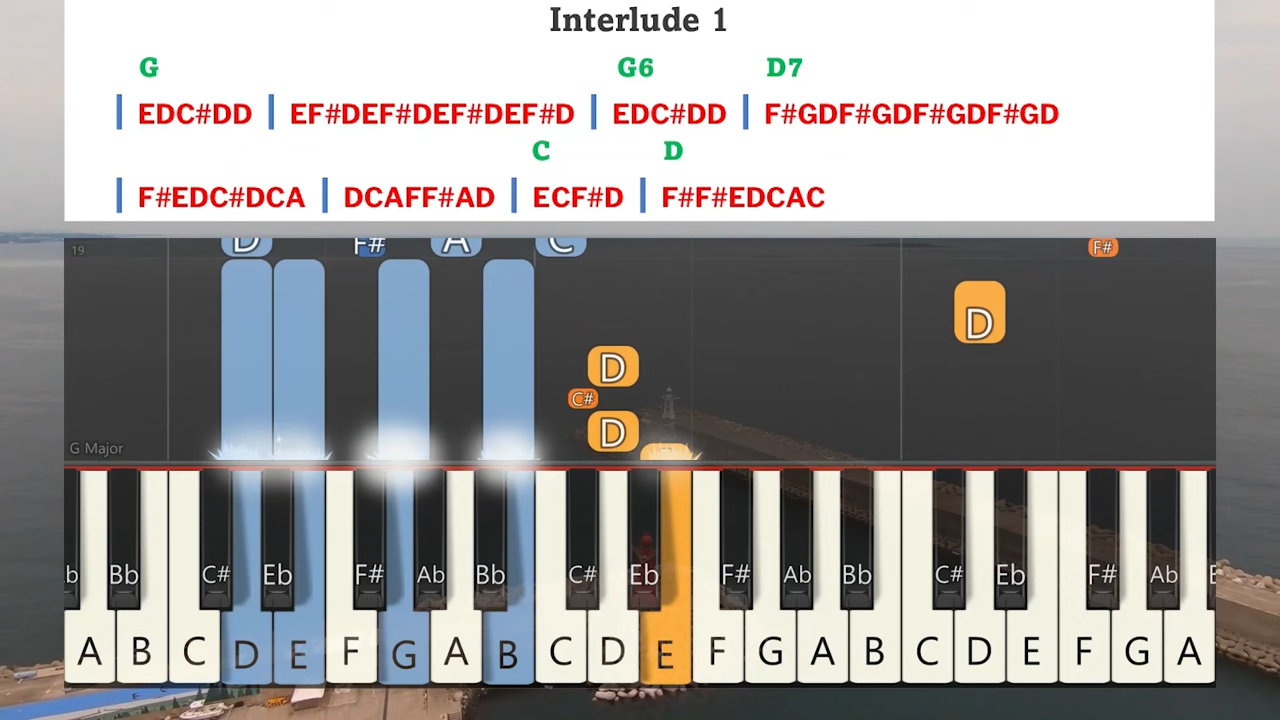 Interlude 1
G G6 D7
| EDC#DD | EF#DEF#DEF#DEF#D | EDC#DD | F#GDF#GDF#GDF#GD
C D
| F#EDC#DCA | DCAFF#AD | ECF#D | F#F#EDCAC
19 D F# A C F#
D
D
C#
D
G Major
b Bb C# Eb F# Ab Bb C# Eb F# Ab Bb C# Eb F# Ab E
A B C D E F G A B C D E F G A B C D E F G A